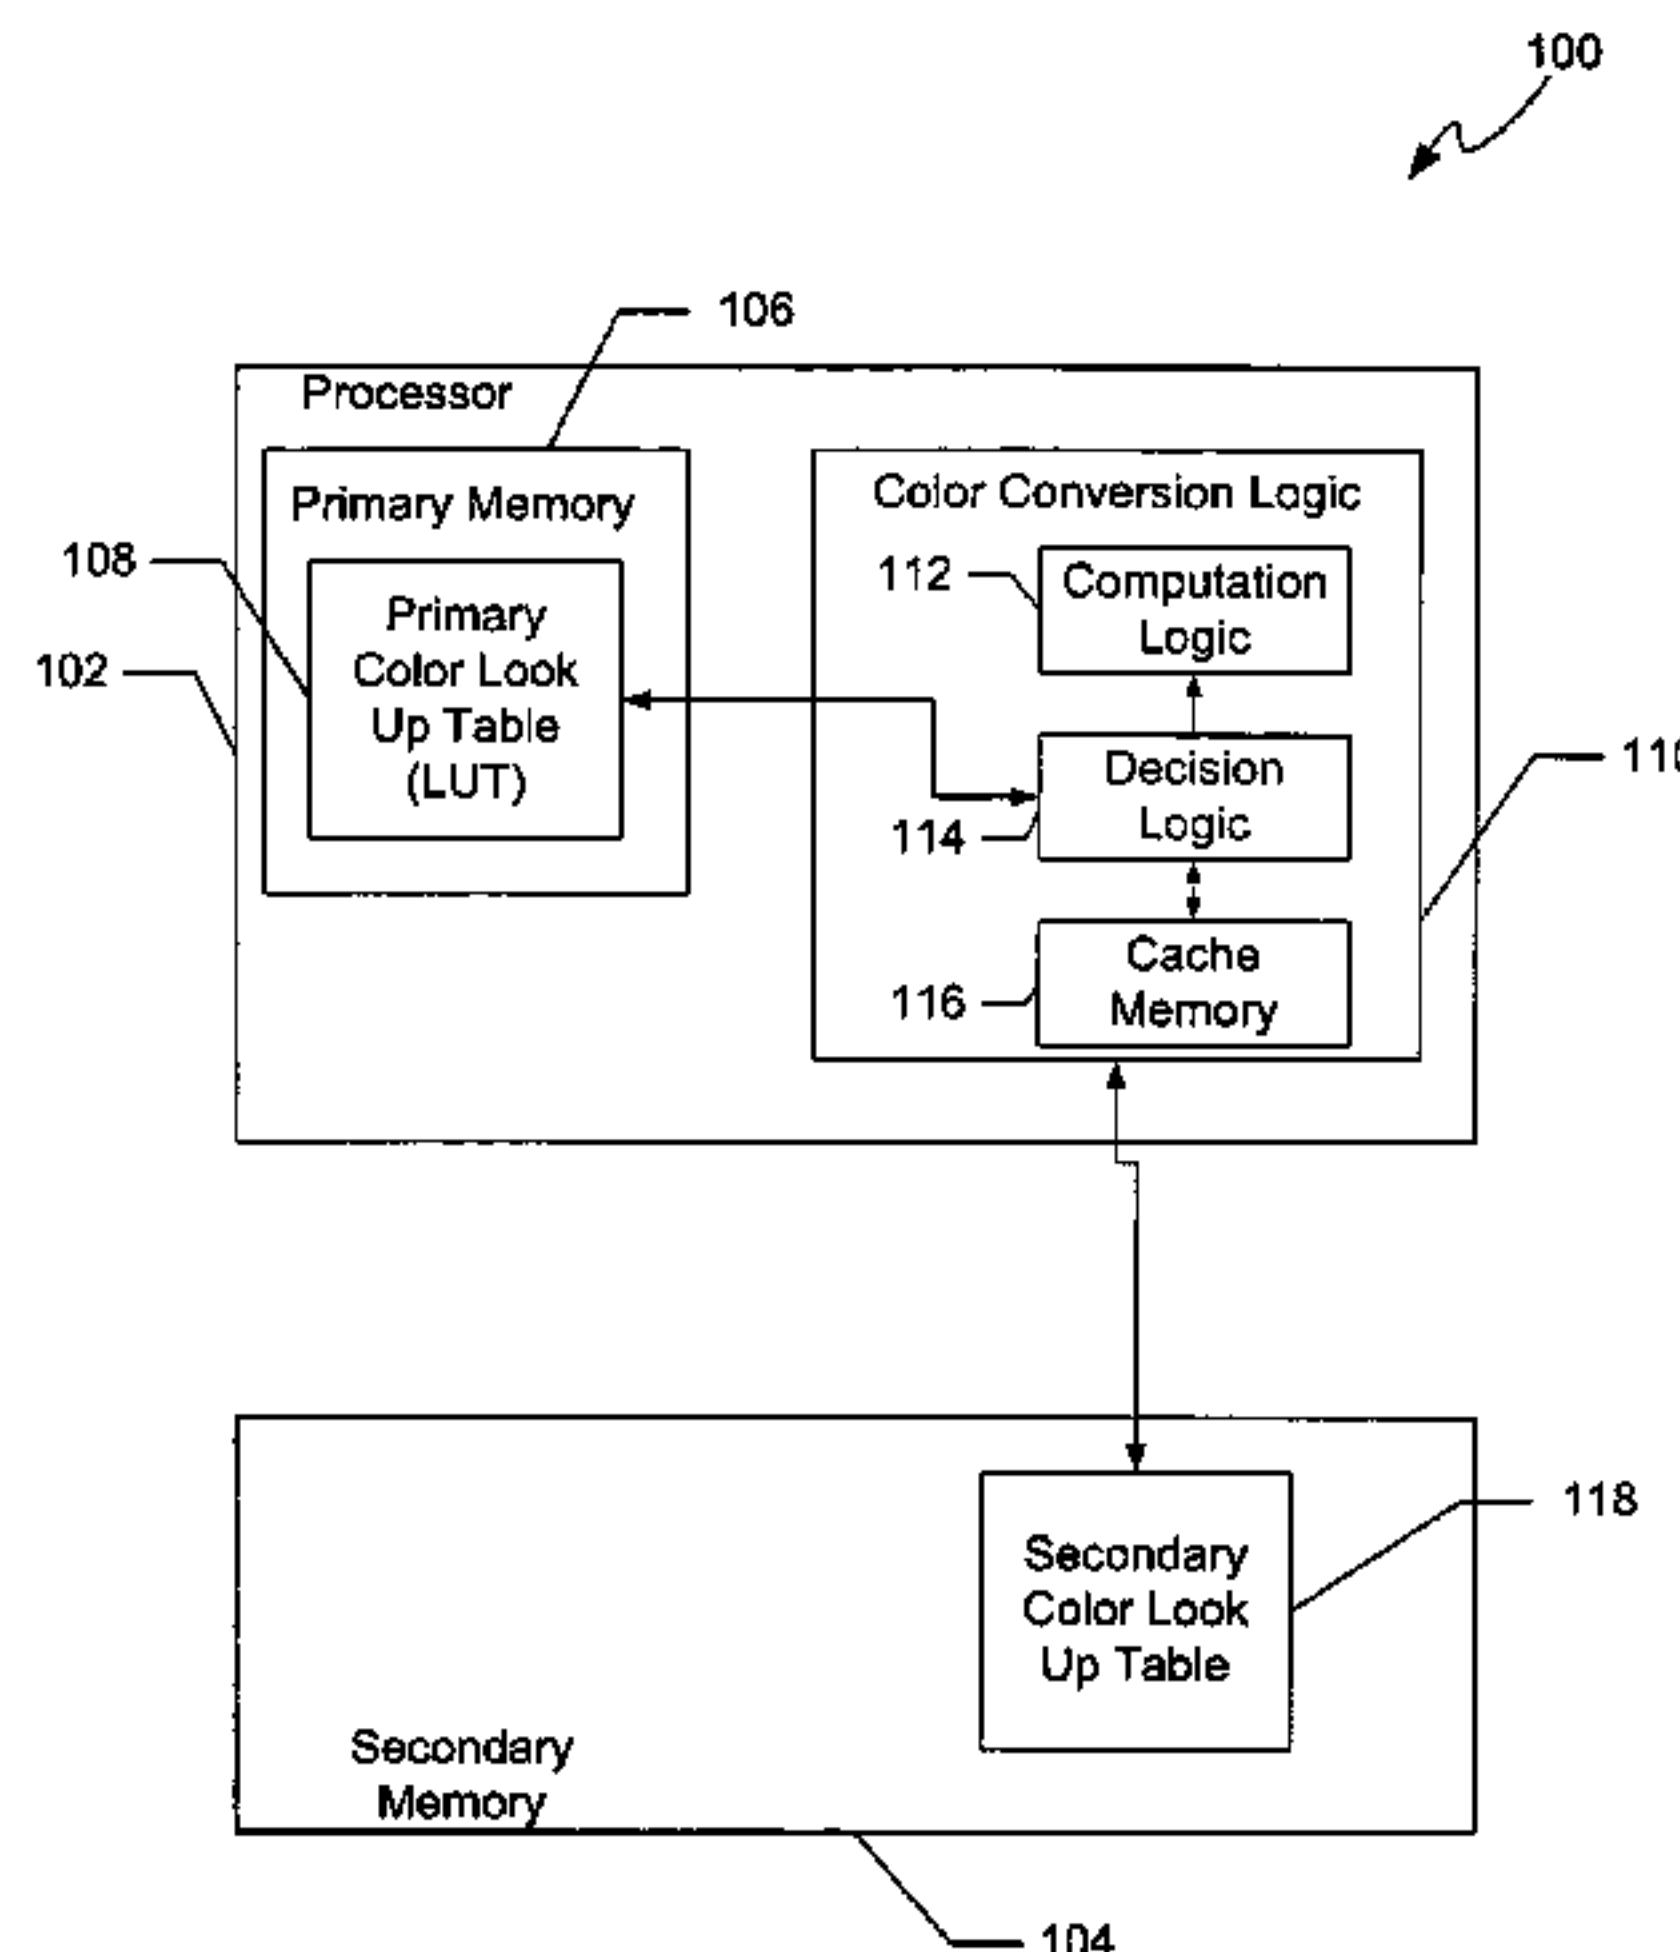 100
106
Processor
Primary Memory
Color Conversion Logic
108
Primary
Color Look
Up Table
(LUT)
102
112
Computation
Logic
Decision
Logic
114
110
Cache
Memory
116
Secondary
Color Look
Up Table
118
Secondary
Memory
104